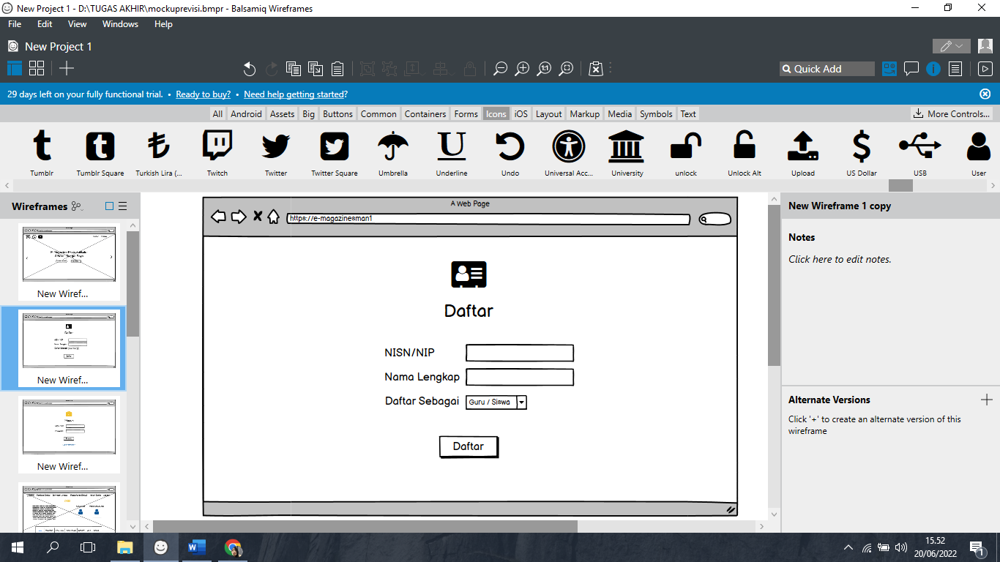 New Project 1 - D:\TUGAS AKHIR\mockuprevisi.bmpr - Balsamiq Wireframes
File Edit View Windows Help
New Project 1
Quick Add
29 days left on your fully functional trial. • Ready to buy? • Need help getting started?
All Android Assets Big Buttons Common Containers Forms Icons iOS Layout Markup Media Symbols Text More Controls...
Tumblr Tumblr Square Turkish Lira (... Twitch Twitter Twitter Square Umbrella Underline Undo Universal Acc... University unlock Unlock Alt Upload US Dollar USB User
Wireframes
New Wiref...
New Wiref...
New Wiref...
A Web Page
https://e-magazinesman1
Daftar
NISN/NIP
Nama Lengkap
Daftar Sebagai Guru / Siswa
Daftar
New Wireframe 1 copy
Notes
Click here to edit notes.
Alternate Versions
Click '+' to create an alternate version of this
wireframe
15.52
20/06/2022
1